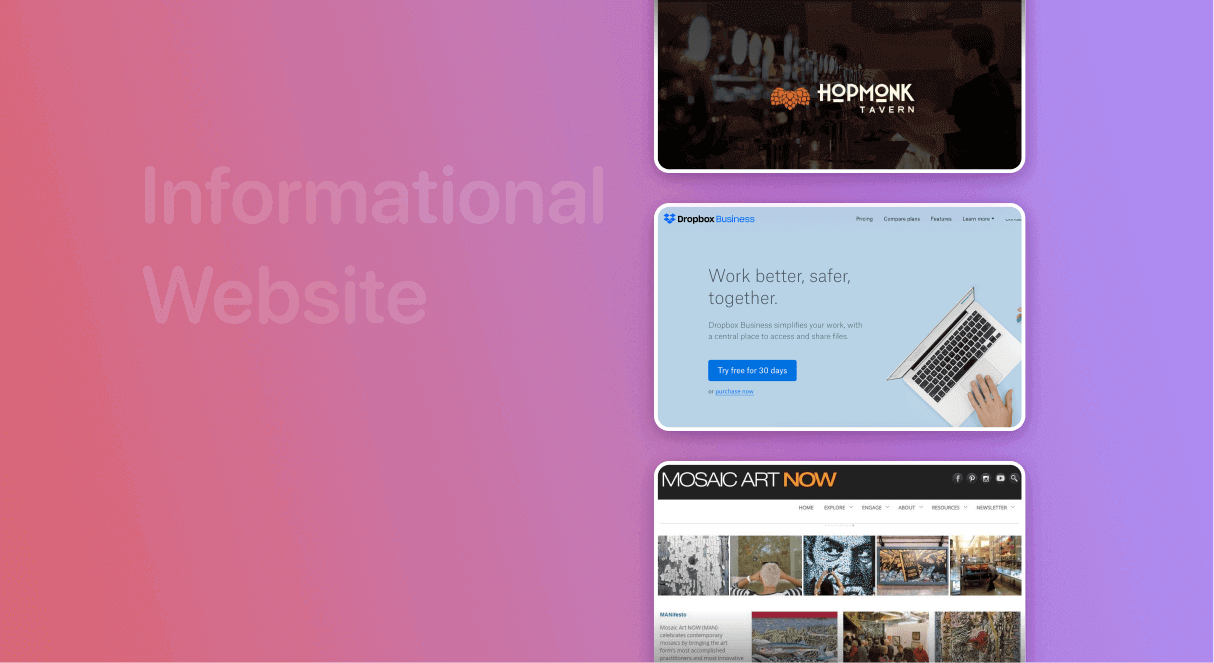 Informational
Website
HOPMONK
TAVERN
Dropbox Business
Pricing Compare plans Features Learn more
Work better, safer,
together.
Dropbox Business simplifies your work, with
a central place to access and share files.
Try free for 30 days
or purchase now
MOSAIC ART NOW
HOME EXPLORE ENGAGE ABOUT RESOURCES NEWSLETTER
MANifesto
Mosaic Art NOW (MAN)
celebrates contemporary
mosaics by bringing the art
form's most accomplished
practitioners and most innovative